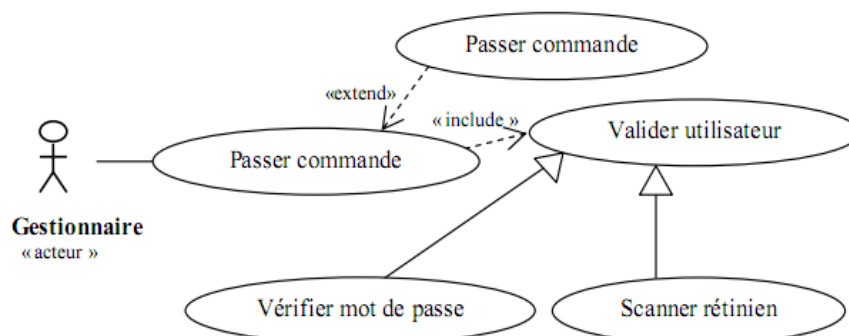 Passer commande
«extend»
«include »
Valider utilisateur
Passer commande
Gestionnaire
« acteur »
Vérifier mot de passe
Scanner rétinien